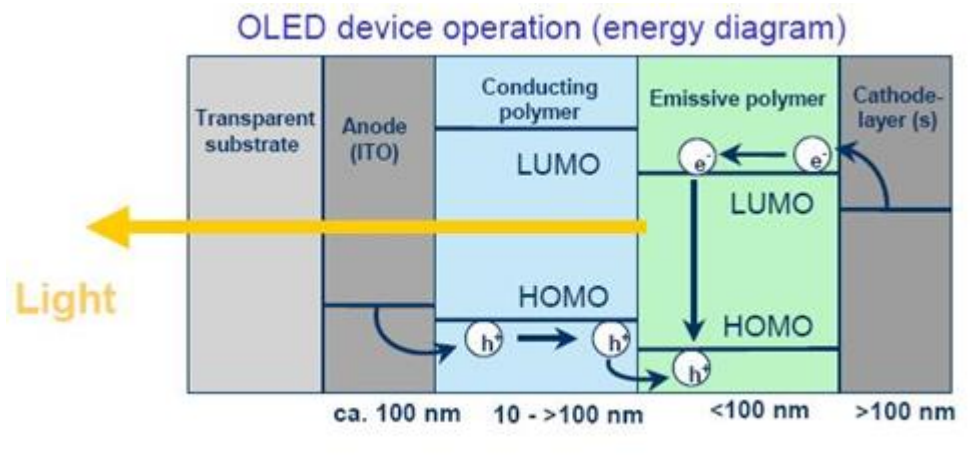 OLED device operation (energy diagram)
Transparent
substrate
Anode
(ITO)
Conducting
polymer
Emissive polymer
Cathode-
layer (s)
LUMO
LUMO
HOMO
HOMO
e-
e-
h+
h+
h+
Light
ca. 100 nm
10 - >100 nm
<100 nm
>100 nm